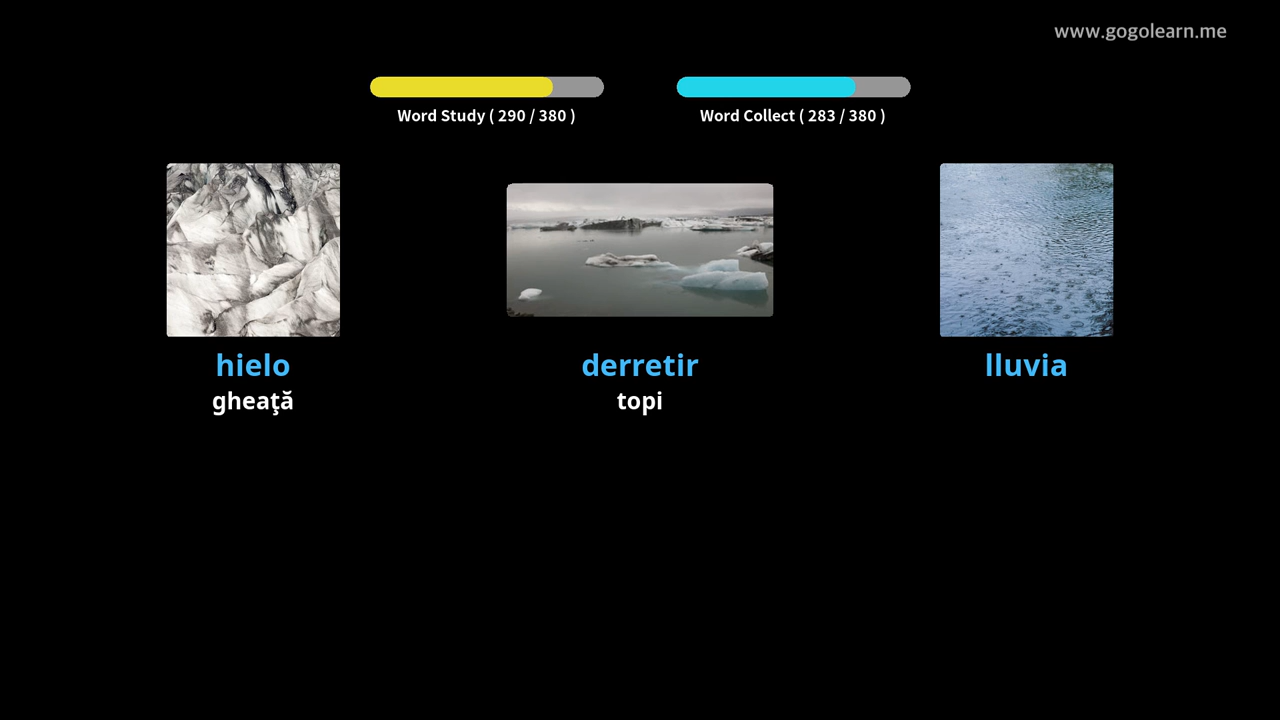 www.gogolearn.me
Word Study ( 290 / 380 )
Word Collect ( 283 / 380 )
hielo
gheaţă
derretir
topi
lluvia